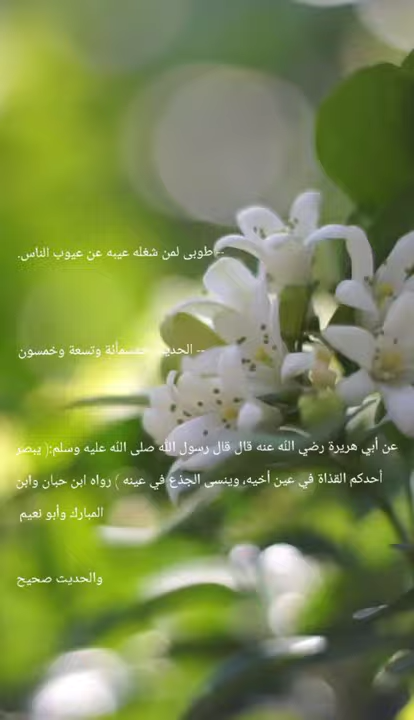 --طوبى لمن شغله عيبه عن عيوب الناس.
-- الحديث خمسمأئة وتسعة وخمسون
عن أبي هريرة رضي الله عنه قال قال رسول الله صلى الله عليه وسلم:( يبصر
أحدكم القذاة في عين أخيه، وينسى الجذع في عينه ) رواه ابن حبان وابن
المبارك وأبو نعيم
والحديث صحيح